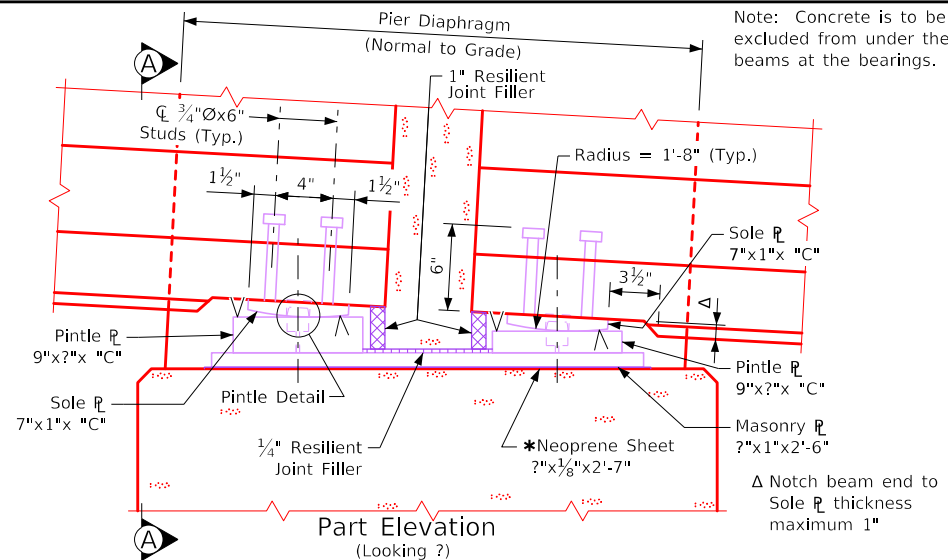 Pier Diaphragm
(Normal to Grade)
Note: Concrete is to be
excluded from under the
beams at the bearings.
A
1" Resilient
Joint Filler
℄ ¾"Øx6"
Studs (Typ.)
Radius = 1'-8" (Typ.)
1½"
4"
1½"
6"
Sole ⅊
7"x1"x "C"
3½"
Δ
Pintle ⅊
9"x?"x "C"
Pintle ⅊
9"x?"x "C"
Sole ⅊
7"x1"x "C"
Pintle Detail
Masonry ⅊
?"x1"x2'-6"
¼" Resilient
Joint Filler
*Neoprene Sheet
?"x⅛"x2'-7"
Δ Notch beam end to
Sole ⅊ thickness
maximum 1"
A
Part Elevation
(Looking ?)